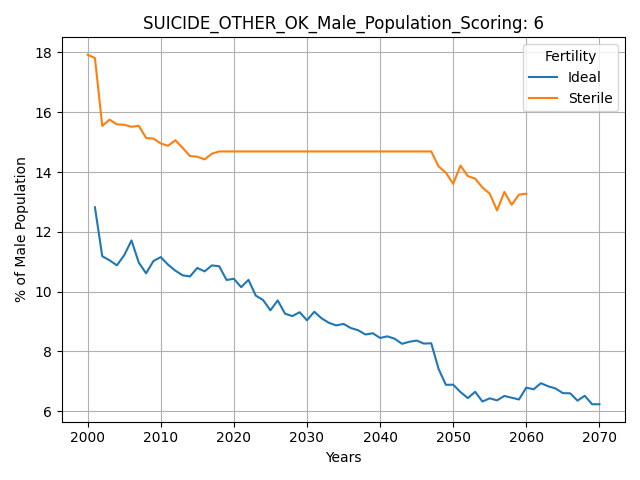 SUICIDE_OTHER_OK_Male_Population_Scoring: 6
Fertility
Ideal
Sterile
% of Male Population
18
16
14
12
10
8
6
2000 2010 2020 2030 2040 2050 2060 2070
Years